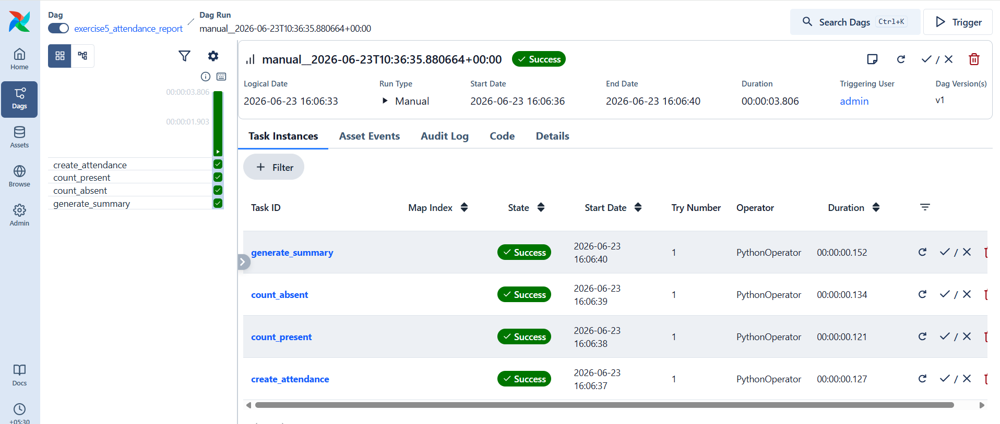 Dag
exercise5_attendance_report
/
Dag Run
manual__2026-06-23T10:36:35.880664+00:00
Search Dags Ctrl+K
Trigger
Home
Dags
Assets
Browse
Admin
Docs
+05:30
00:00:03.806
00:00:01.903
create_attendance
count_present
count_absent
generate_summary
manual__2026-06-23T10:36:35.880664+00:00 Success
/
Logical Date Run Type Start Date End Date Duration Triggering User Dag Version(s)
2026-06-23 16:06:33 Manual 2026-06-23 16:06:36 2026-06-23 16:06:40 00:00:03.806 admin v1
Task Instances Asset Events Audit Log Code Details
+ Filter
Task ID Map Index State Start Date Try Number Operator Duration
generate_summary Success 2026-06-23 16:06:40 1 PythonOperator 00:00:00.152 /
count_absent Success 2026-06-23 16:06:39 1 PythonOperator 00:00:00.134 /
count_present Success 2026-06-23 16:06:38 1 PythonOperator 00:00:00.121 /
create_attendance Success 2026-06-23 16:06:37 1 PythonOperator 00:00:00.127 /